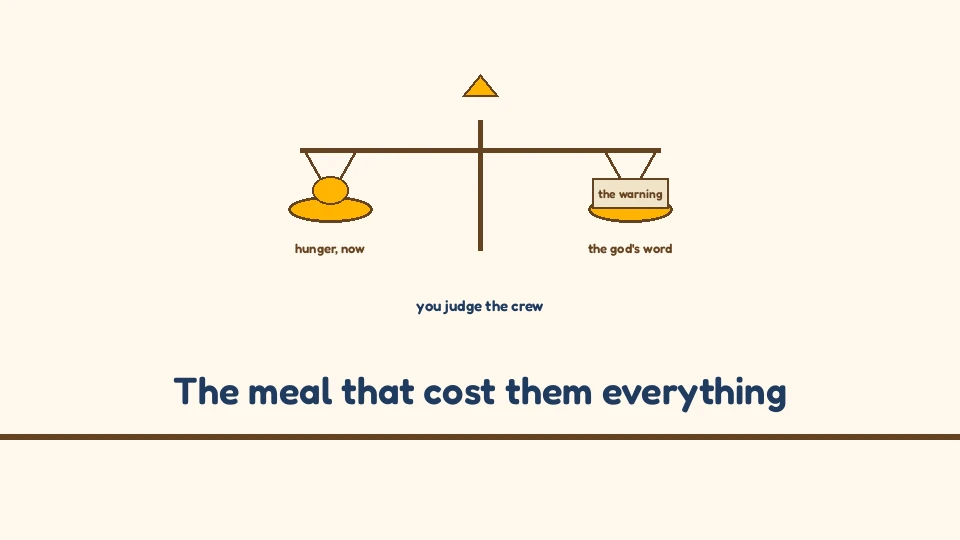 the warning
hunger, now
the god's word
you judge the crew
The meal that cost them everything